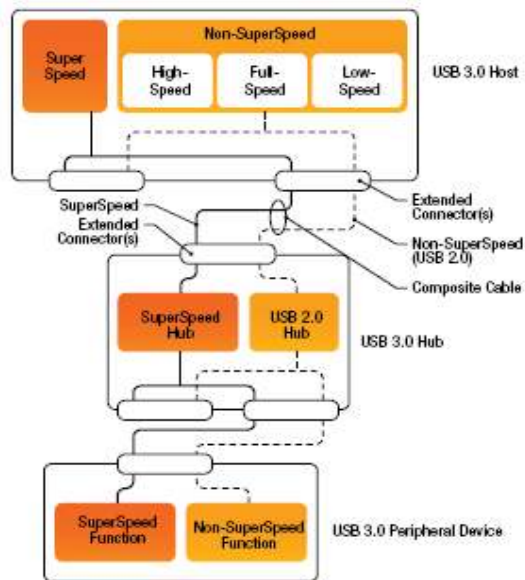 Super
Speed
Non-SuperSpeed
High-
Speed
Full-
Speed
Low-
Speed
USB 3.0 Host
SuperSpeed
Extended
Connector(s)
Extended
Connector(s)
Non-SuperSpeed
(USB 2.0)
Composite Cable
SuperSpeed
Hub
USB 2.0
Hub
USB 3.0 Hub
SuperSpeed
Function
Non-SuperSpeed
Function
USB 3.0 Peripheral Device